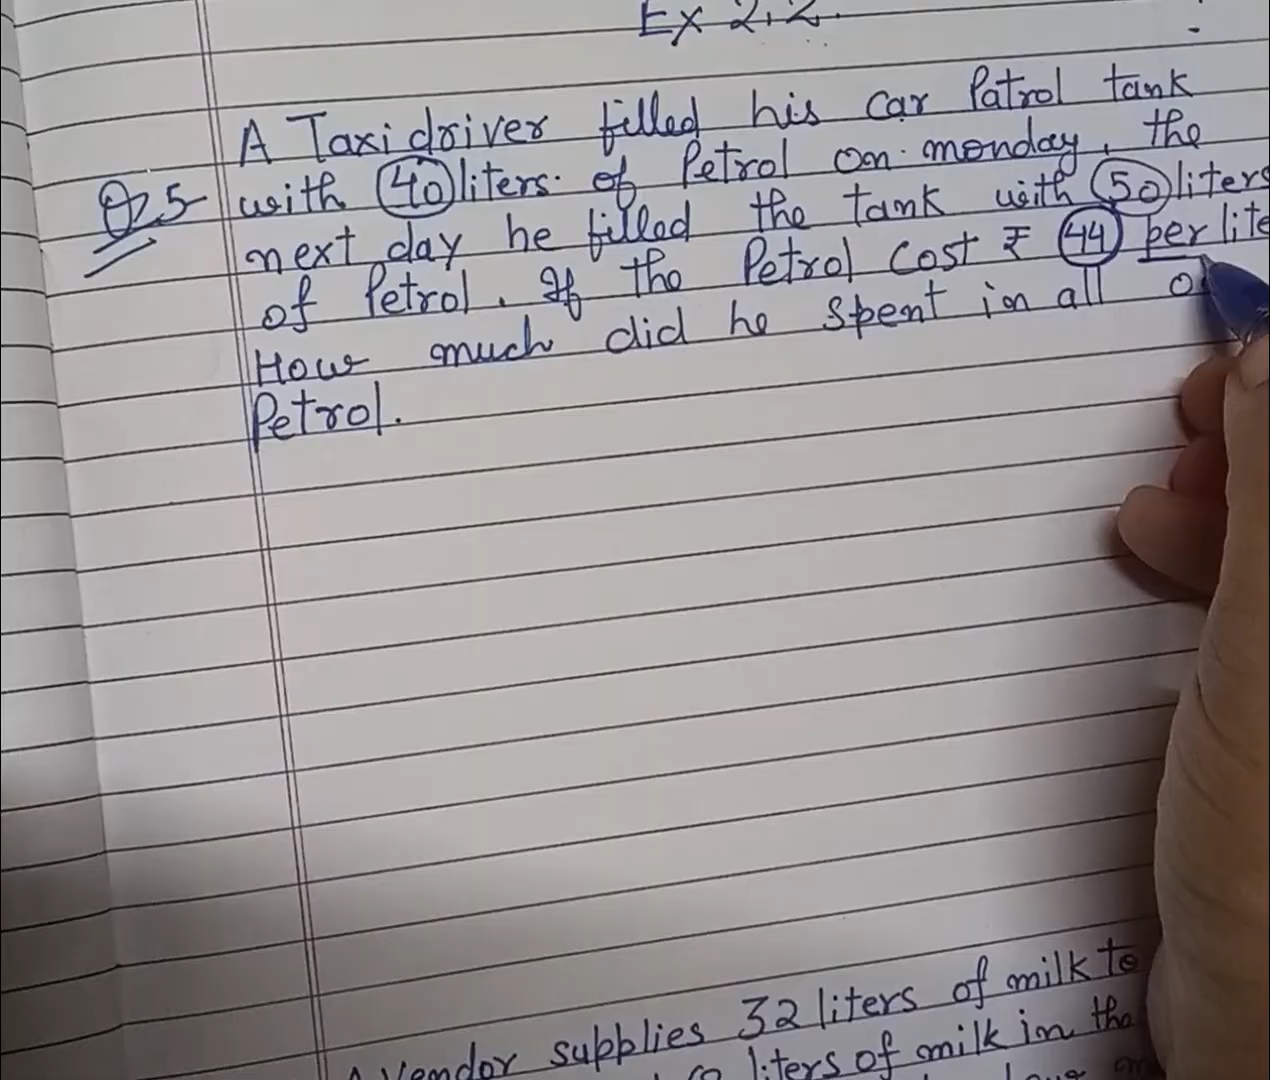 Ex 2.2.
A Taxi driver filled his car Patrol tank
Q 5 with 40 liters of Petrol on monday, the
next day he filled the tank with 50 liters
of Petrol. If the Petrol cost ₹ 44 per lite
How much did he spent in all
Petrol.
A Vendor supplies 32 liters of milk to
liters of milk in the